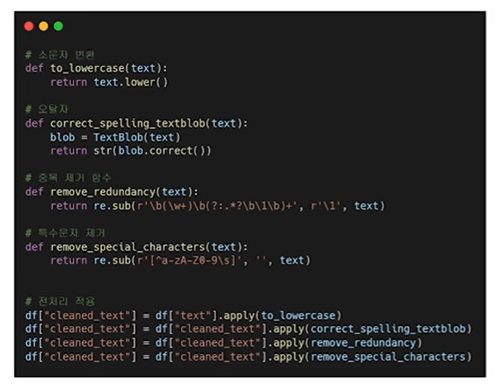 # 소문자 변환
def to_lowercase(text):
    return text.lower()
# 오탈자
def correct_spelling_textblob(text):
    blob = TextBlob(text)
    return str(blob.correct())
# 중복 제거 함수
def remove_redundancy(text):
    return re.sub(r'\b(\w+)\b(?:.*?\b\1\b)+', r'\1', text)
# 특수문자 제거
def remove_special_characters(text):
    return re.sub(r'[^a-zA-Z0-9\s]', '', text)
# 전처리 적용
df["cleaned_text"] = df["text"].apply(to_lowercase)
df["cleaned_text"] = df["cleaned_text"].apply(correct_spelling_textblob)
df["cleaned_text"] = df["cleaned_text"].apply(remove_redundancy)
df["cleaned_text"] = df["cleaned_text"].apply(remove_special_characters)